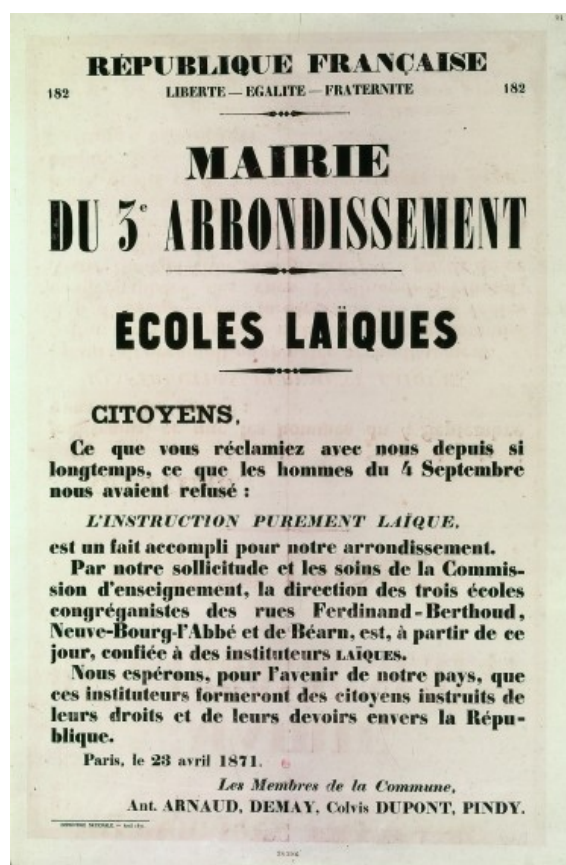 91
RÉPUBLIQUE FRANÇAISE
182 LIBERTE — EGALITE — FRATERNITE 182
MAIRIE
DU 3e ARRONDISSEMENT
ÉCOLES LAÏQUES
CITOYENS,
Ce que vous réclamiez avec nous depuis si
longtemps, ce que les hommes du 4 Septembre
nous avaient refusé :
L'INSTRUCTION PUREMENT LAÏQUE,
est un fait accompli pour notre arrondissement.
Par notre sollicitude et les soins de la Commis-
sion d'enseignement, la direction des trois écoles
congréganistes des rues Ferdinand-Berthoud,
Neuve-Bourg-l'Abbé et de Béarn, est, à partir de ce
jour, confiée à des instituteurs LAÏQUES.
Nous espérons, pour l'avenir de notre pays, que
ces instituteurs formeront des citoyens instruits de
leurs droits et de leurs devoirs envers la Répu-
blique.
Paris, le 23 avril 1871.
Les Membres de la Commune,
Ant. ARNAUD, DEMAY, Colvis DUPONT, PINDY.
IMPRIMERIE NATIONALE. —